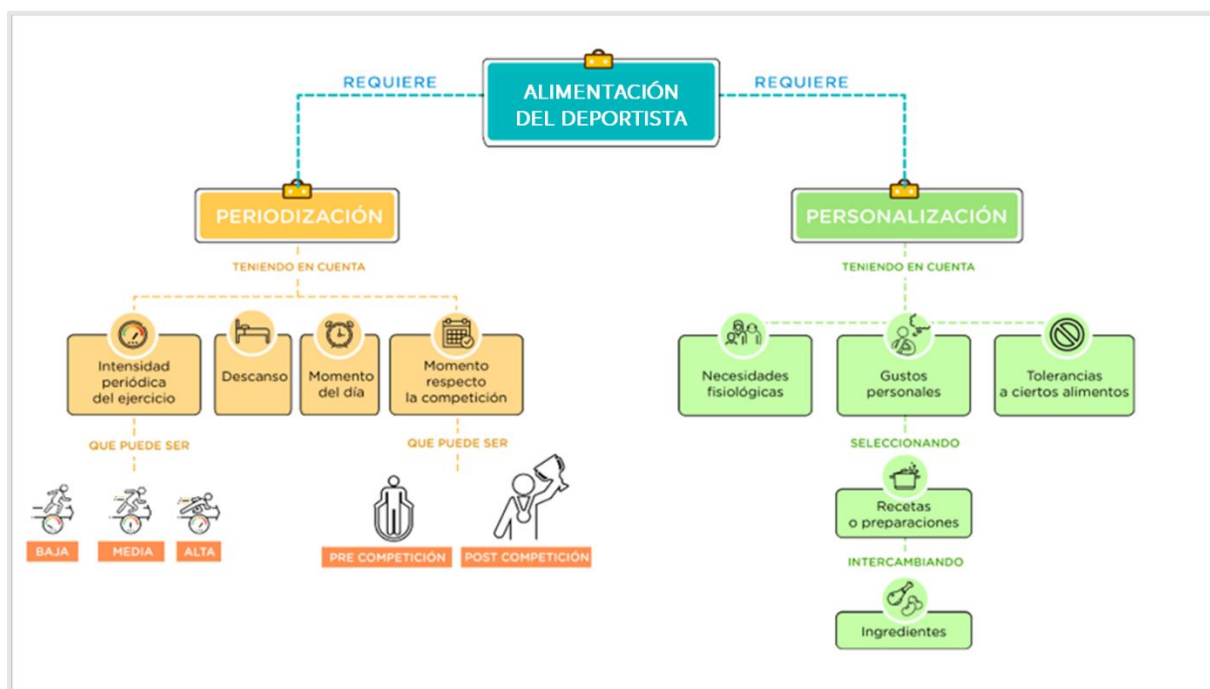 REQUIERE
ALIMENTACIÓN
DEL DEPORTISTA
REQUIERE
PERIODIZACIÓN
TENIENDO EN CUENTA
Intensidad
periódica
del ejercicio
Descanso
Momento
del día
Momento
respecto
la competición
QUE PUEDE SER
BAJA
MEDIA
ALTA
QUE PUEDE SER
PRE COMPETICIÓN
POST COMPETICIÓN
PERSONALIZACIÓN
TENIENDO EN CUENTA
Necesidades
fisiológicas
Gustos
personales
Tolerancias
a ciertos alimentos
SELECCIONANDO
Recetas
o preparaciones
INTERCAMBIANDO
Ingredientes